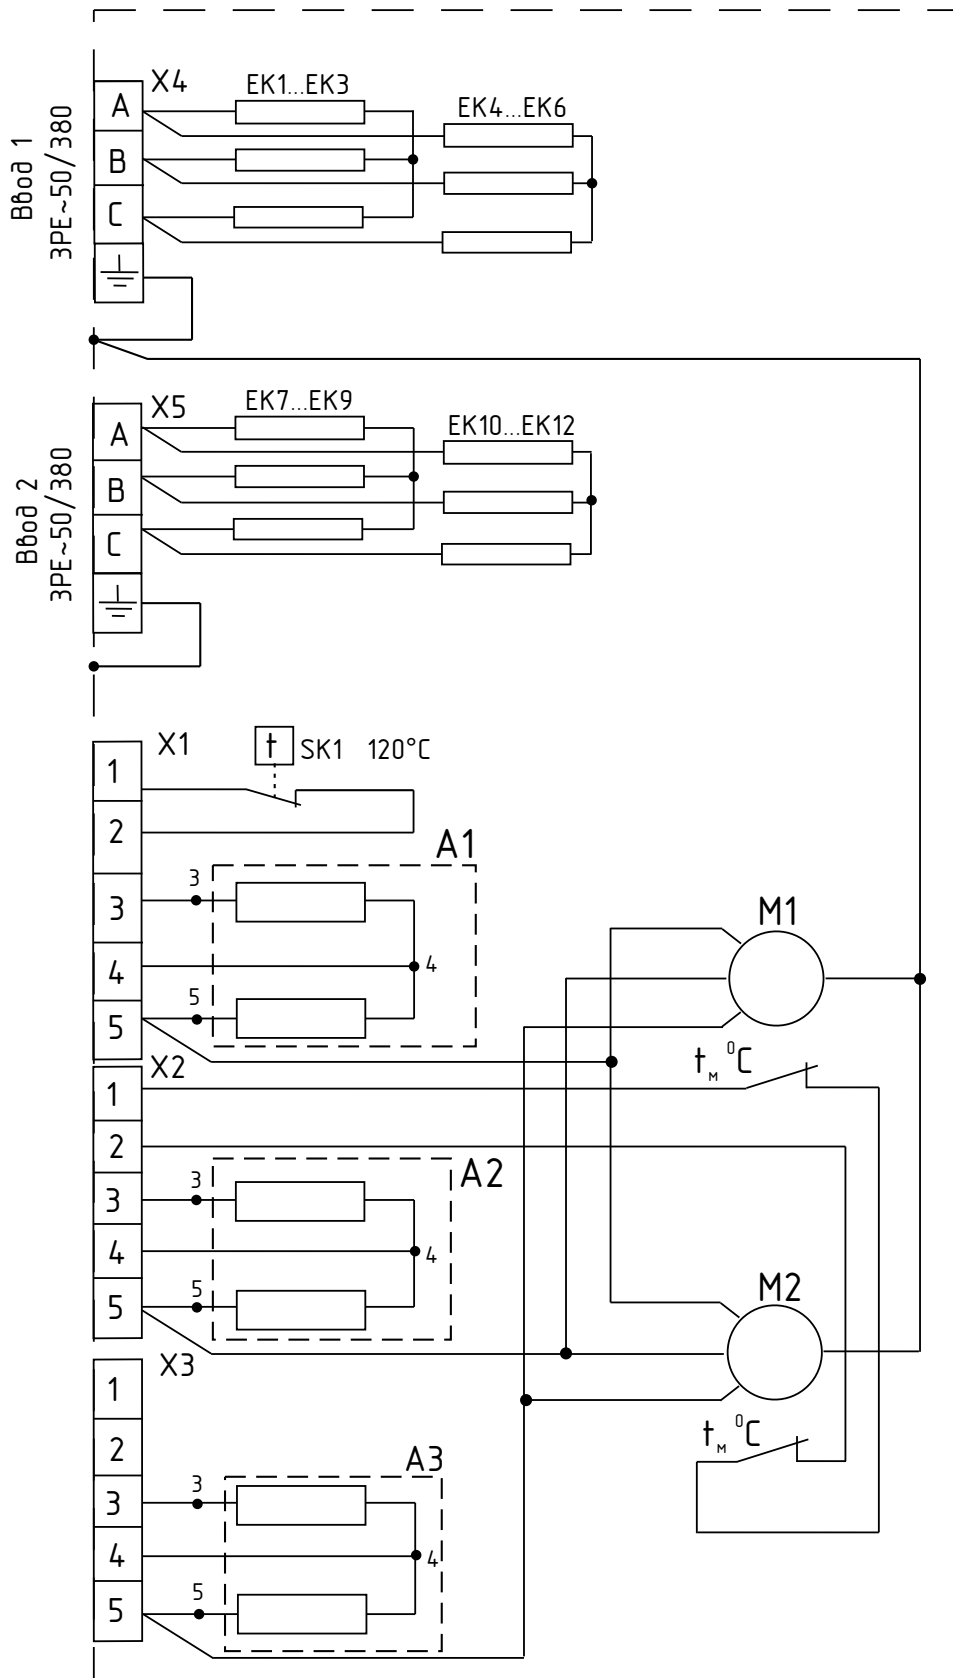 X4
EK1...EK3
EK4...EK6
A
B
C
Ввод 1
3PE~50/380
X5
EK7...EK9
EK10...EK12
A
B
C
Ввод 2
3PE~50/380
X1
t
SK1 120°C
1
2
3
4
5
A1
3
4
5
M1
t м °C
X2
1
2
3
4
5
A2
3
4
5
M2
t м °C
X3
1
2
3
4
5
A3
3
4
5